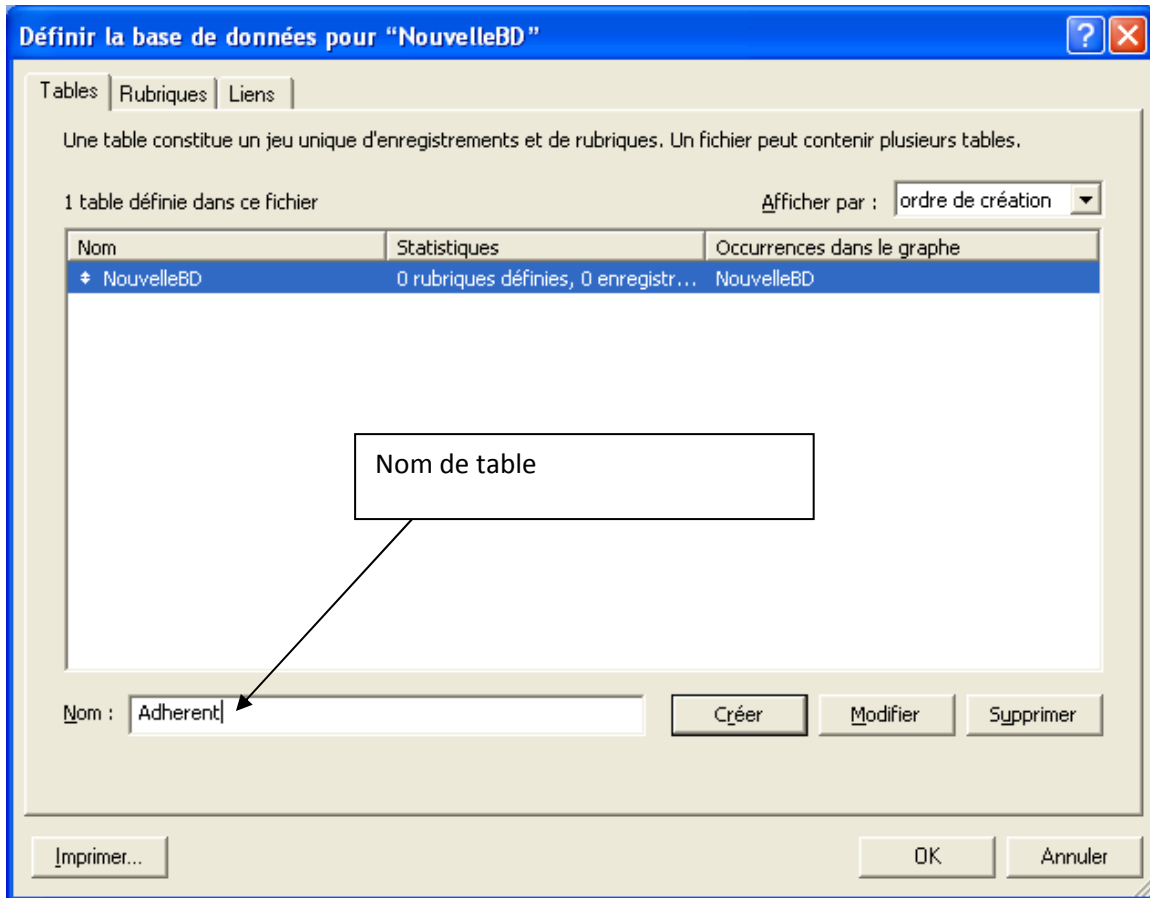 Définir la base de données pour “NouvelleBD”
Tables Rubriques Liens
Une table constitue un jeu unique d'enregistrements et de rubriques. Un fichier peut contenir plusieurs tables.
1 table définie dans ce fichier Afficher par : ordre de création
Nom Statistiques Occurrences dans le graphe
NouvelleBD 0 rubriques définies, 0 enregistr... NouvelleBD
Nom de table
Nom : Adherent Créer Modifier Supprimer
Imprimer... OK Annuler